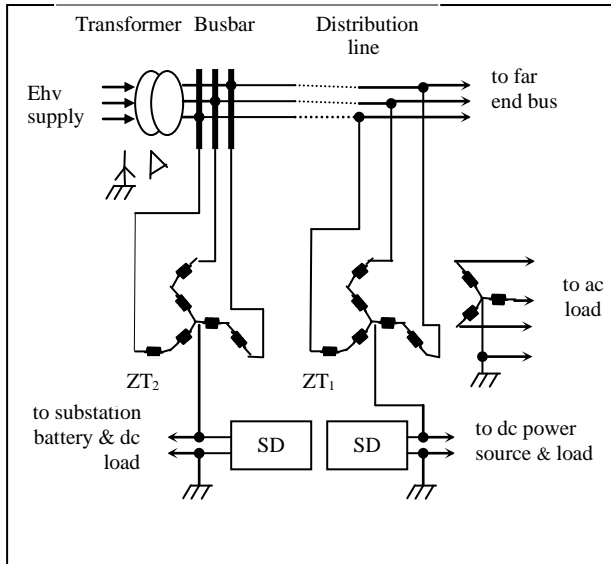 Transformer Busbar Distribution
line
Ehv
supply
to far
end bus
to ac
load
ZT₂
ZT₁
to substation
battery & dc
load
SD
SD
to dc power
source & load